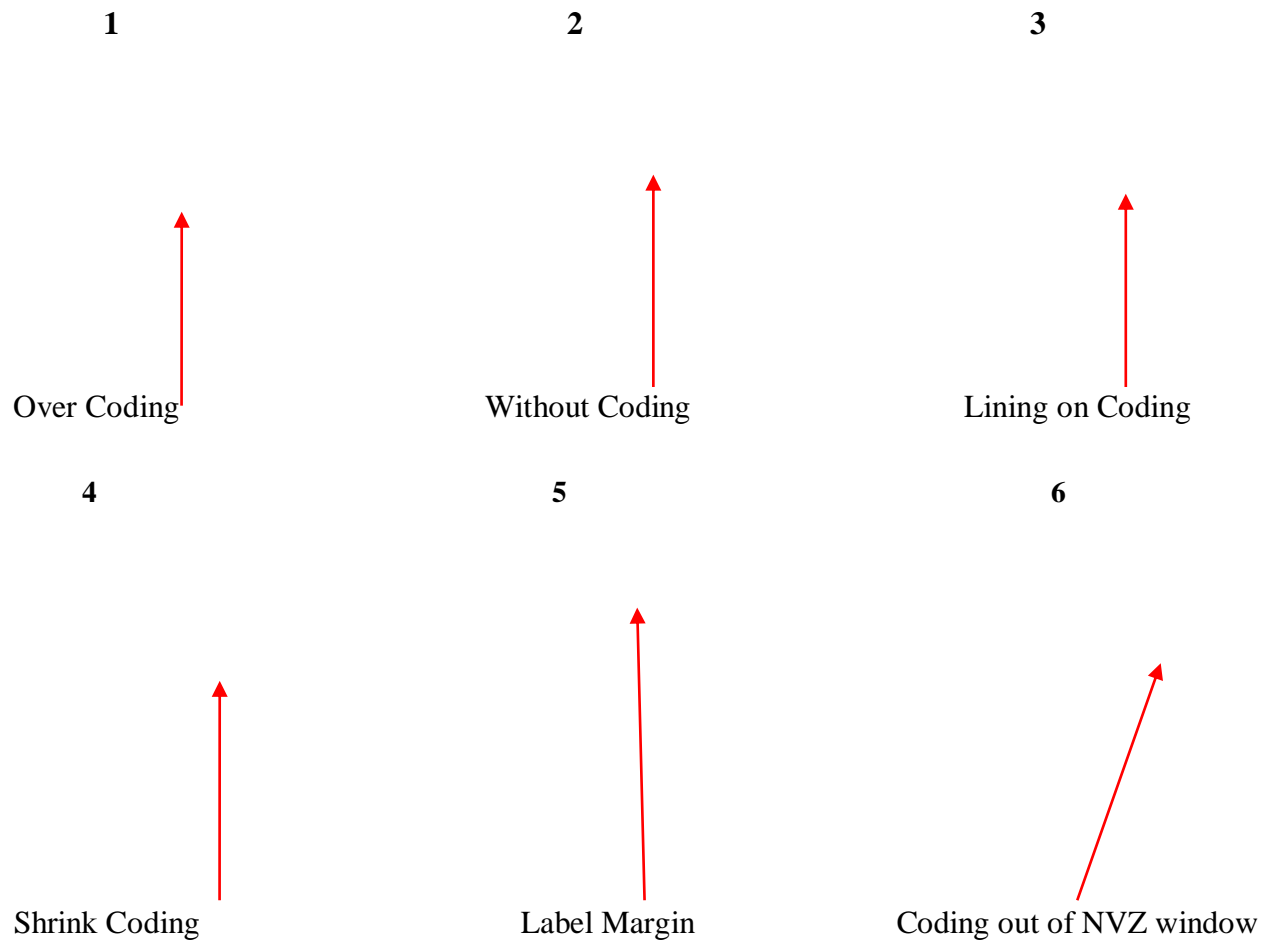 1 2 3
Over Coding Without Coding Lining on Coding
4 5 6
Shrink Coding Label Margin Coding out of NVZ window